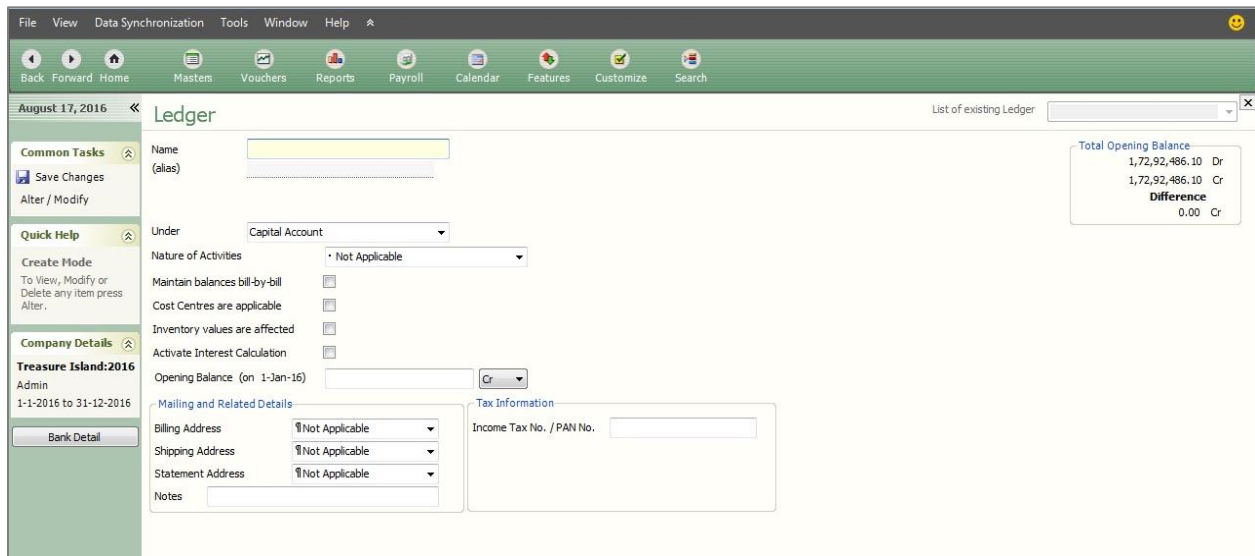 File View Data Synchronization Tools Window Help
Back Forward Home Masters Vouchers Reports Payroll Calendar Features Customize Search
August 17, 2016
Common Tasks
Save Changes
Alter / Modify
Quick Help
Create Mode
To View, Modify or
Delete any item press
Alter.
Company Details
Treasure Island:2016
Admin
1-1-2016 to 31-12-2016
Bank Detail
Ledger
List of existing Ledger
Name
(alias)
Total Opening Balance
1,72,92,486.10 Dr
1,72,92,486.10 Cr
Difference
0.00 Cr
Under Capital Account
Nature of Activities • Not Applicable
Maintain balances bill-by-bill
Cost Centres are applicable
Inventory values are affected
Activate Interest Calculation
Opening Balance (on 1-Jan-16) Cr
Mailing and Related Details
Billing Address ¶Not Applicable
Shipping Address ¶Not Applicable
Statement Address ¶Not Applicable
Notes
Tax Information
Income Tax No. / PAN No.